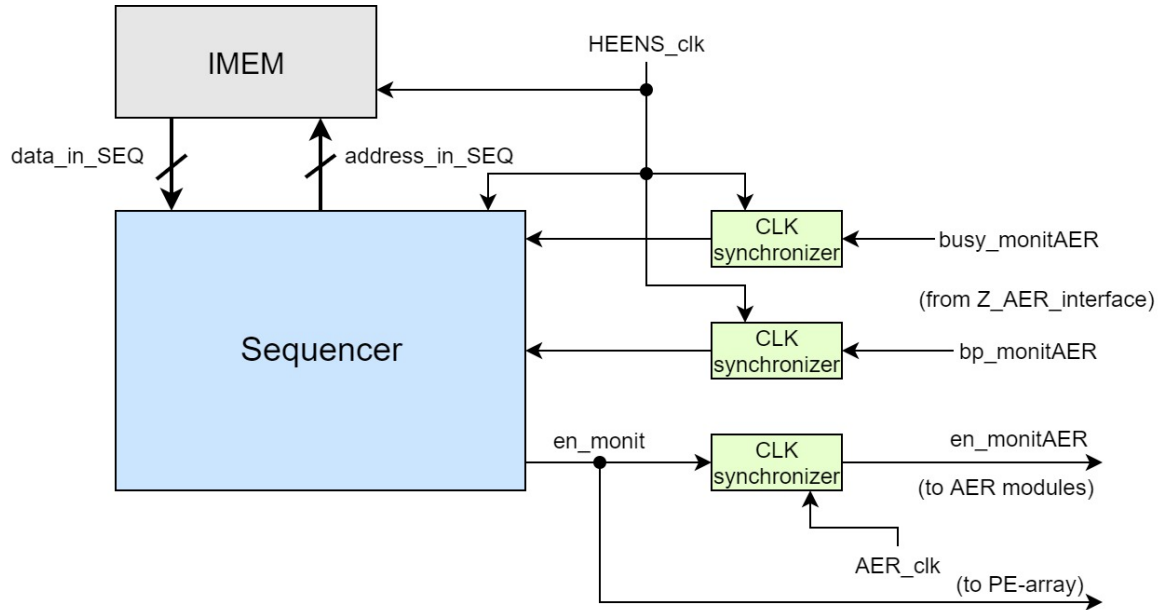 IMEM
HEENS_clk
data_in_SEQ
address_in_SEQ
CLK
synchronizer
busy_monitAER
(from Z_AER_interface)
Sequencer
CLK
synchronizer
bp_monitAER
en_monit
CLK
synchronizer
en_monitAER
(to AER modules)
AER_clk
(to PE-array)